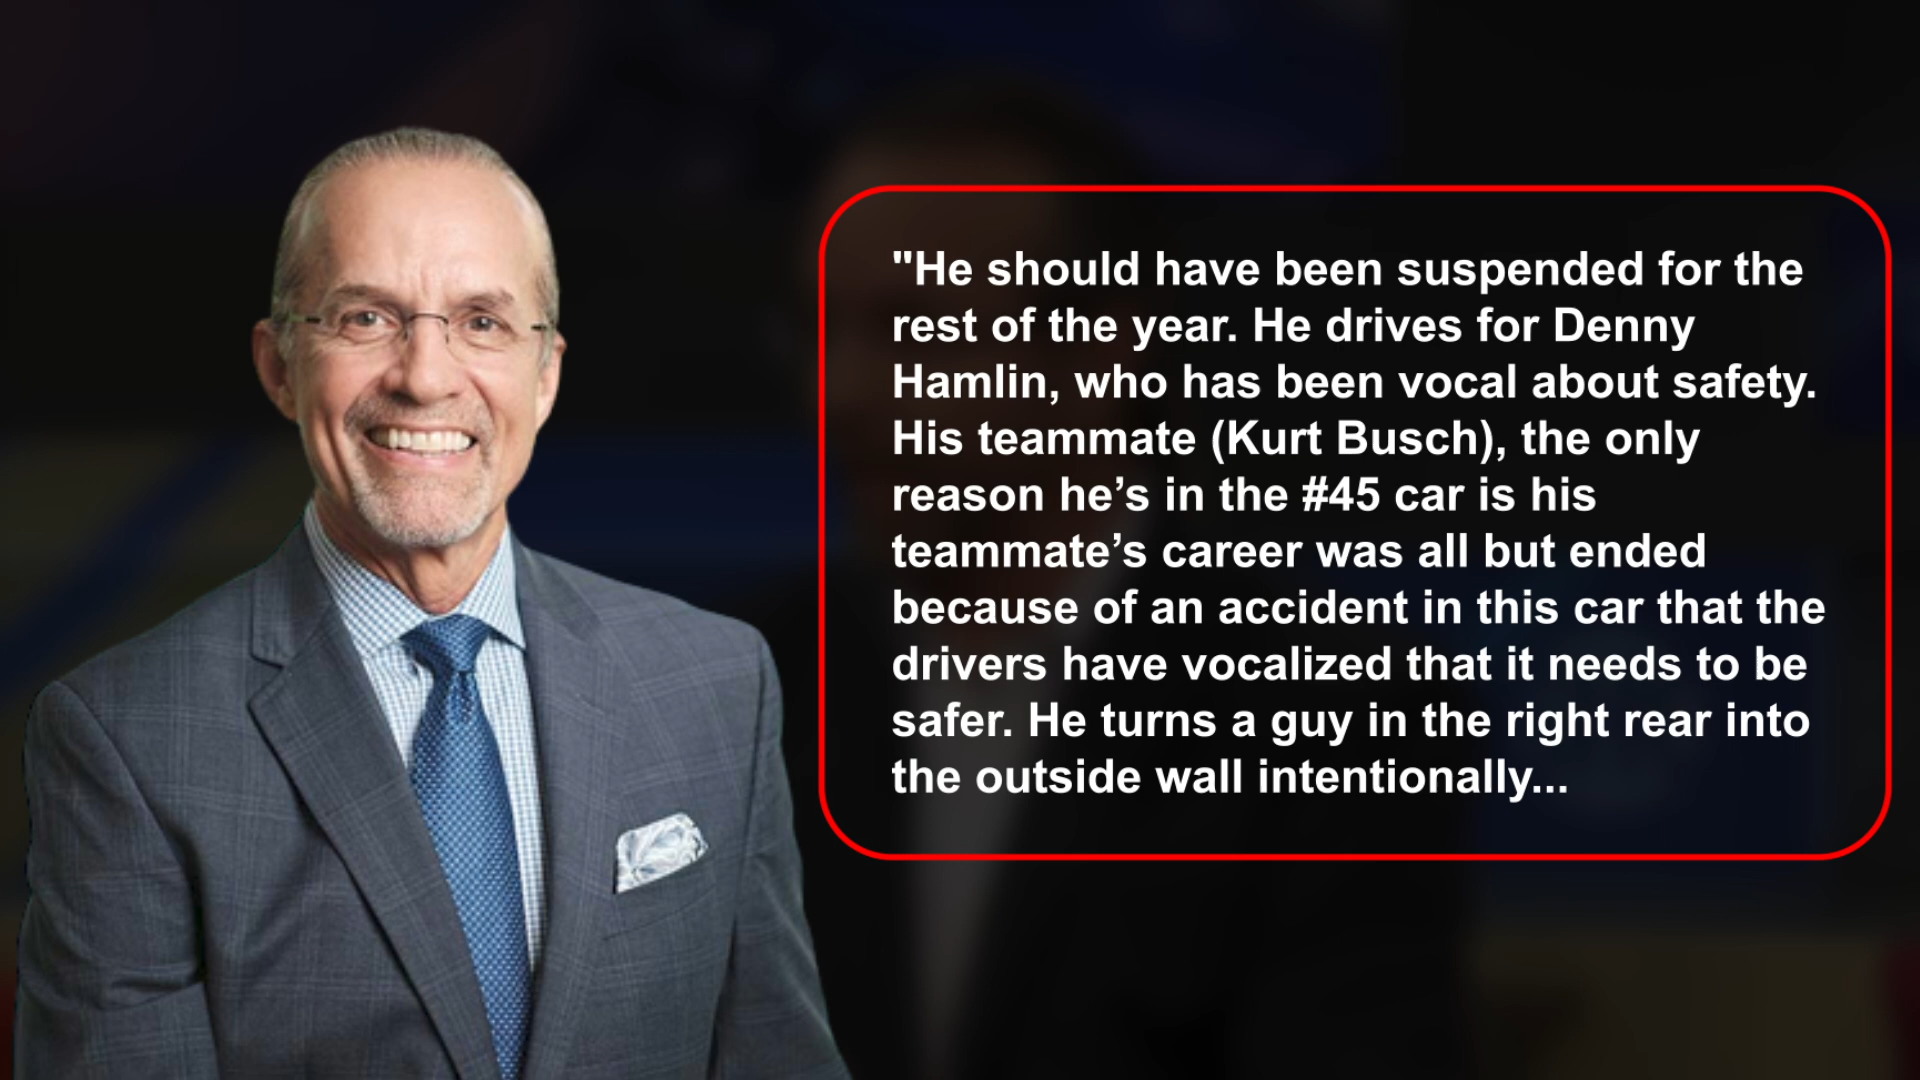 "He should have been suspended for the
rest of the year. He drives for Denny
Hamlin, who has been vocal about safety.
His teammate (Kurt Busch), the only
reason he’s in the #45 car is his
teammate’s career was all but ended
because of an accident in this car that the
drivers have vocalized that it needs to be
safer. He turns a guy in the right rear into
the outside wall intentionally...